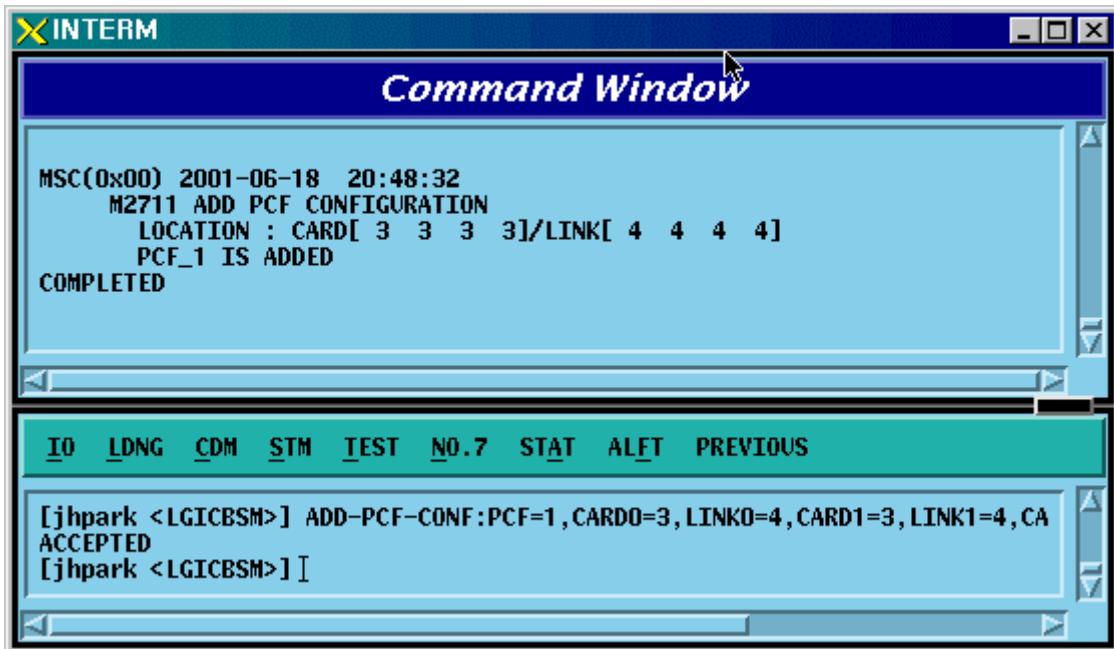 INTERM
Command Window
MSC(0x00) 2001-06-18 20:48:32
M2711 ADD PCF CONFIGURATION
LOCATION : CARD[ 3 3 3 3]/LINK[ 4 4 4 4]
PCF_1 IS ADDED
COMPLETED
IO LDNG CDM STM TEST NO.7 STAT ALFT PREVIOUS
[jhpark <LGICBSM>] ADD-PCF-CONF:PCF=1,CARD0=3,LINK0=4,CARD1=3,LINK1=4,CA
ACCEPTED
[jhpark <LGICBSM>]